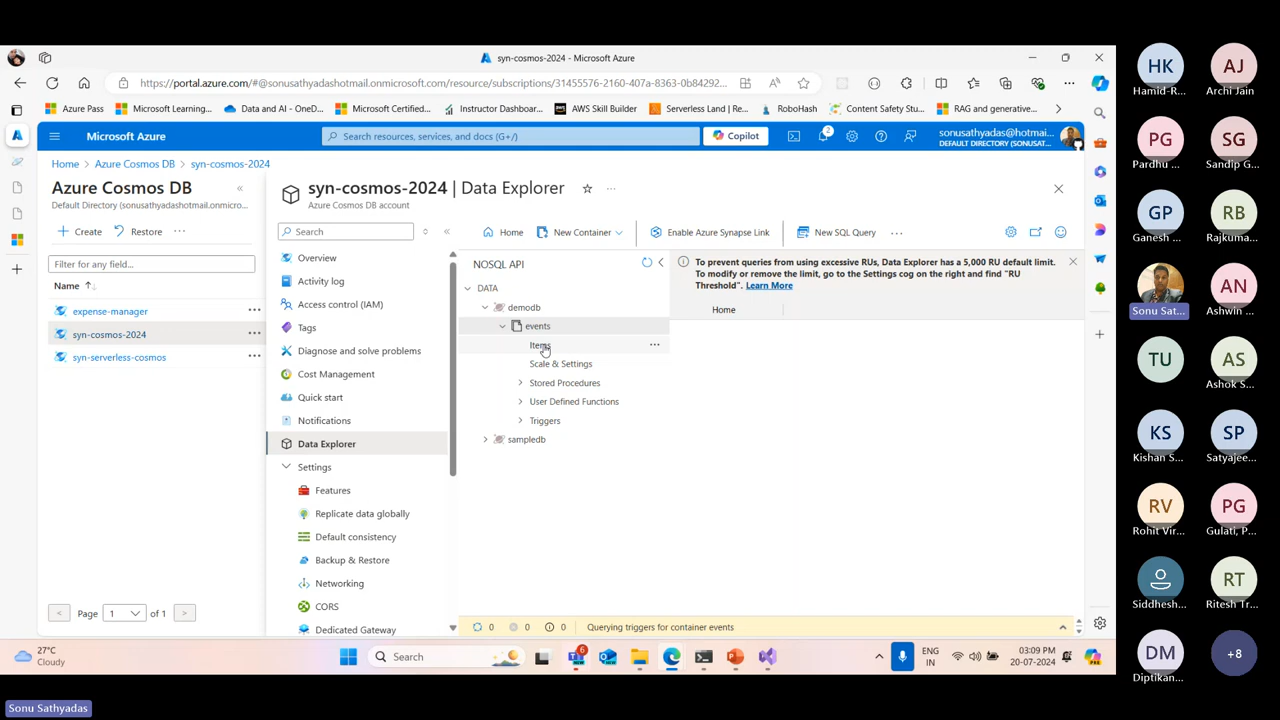 syn-cosmos-2024 - Microsoft Azure
https://portal.azure.com/#@sonusathyadashotmail.onmicrosoft.com/resource/subscriptions/31455576-2160-407a-8363-0b84292...
Azure Pass
Microsoft Learning...
Data and AI - OneD...
Microsoft Certified...
Instructor Dashboar...
aws
AWS Skill Builder
Serverless Land | Re...
RoboHash
Content Safety Stu...
RAG and generative...
Microsoft Azure
Search resources, services, and docs (G+/)
Copilot
2
sonusathyadas@hotmai...
DEFAULT DIRECTORY (SONUSAT...
Home > Azure Cosmos DB > syn-cosmos-2024
Azure Cosmos DB
Default Directory (sonusathyadashotmail.onmicro...
+ Create
Restore
...
Filter for any field...
Name ↑
expense-manager
syn-cosmos-2024
syn-serverless-cosmos
Page 1 of 1
syn-cosmos-2024 | Data Explorer
Azure Cosmos DB account
Search
Overview
Activity log
Access control (IAM)
Tags
Diagnose and solve problems
Cost Management
Quick start
Notifications
Data Explorer
Settings
Features
Replicate data globally
Default consistency
Backup & Restore
Networking
CORS
Dedicated Gateway
Home
New Container
Enable Azure Synapse Link
New SQL Query
...
NOSQL API
DATA
demodb
events
Items
Scale & Settings
Stored Procedures
User Defined Functions
Triggers
sampledb
To prevent queries from using excessive RUs, Data Explorer has a 5,000 RU default limit.
To modify or remove the limit, go to the Settings cog on the right and find "RU
Threshold". Learn More
Home
0
0
0
Querying triggers for container events
27°C
Cloudy
Search
6
ENG
IN
03:09 PM
20-07-2024
Sonu Sathyadas
HK
Hamid-R...
AJ
Archi Jain
PG
Pardhu ...
SG
Sandip G...
GP
Ganesh ...
RB
Rajkuma...
Sonu Sat...
AN
Ashwin ...
TU
AS
Ashok S...
KS
Kishan S...
SP
Satyajee...
RV
Rohit Vir...
PG
Gulati, P...
Siddhesh...
RT
Ritesh Tr...
DM
Diptikan...
+8